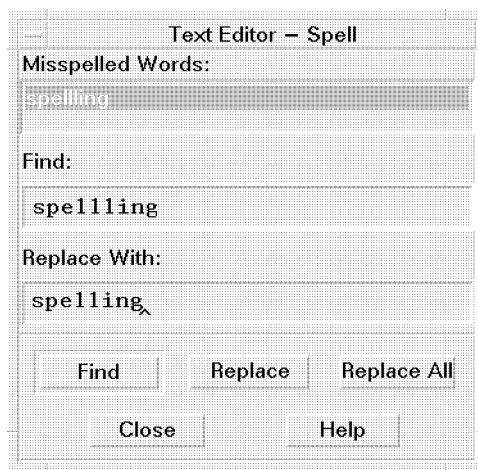 Text Editor – Spell
Misspelled Words:
spellling
Find:
spellling
Replace With:
spelling
Find Replace Replace All
Close Help